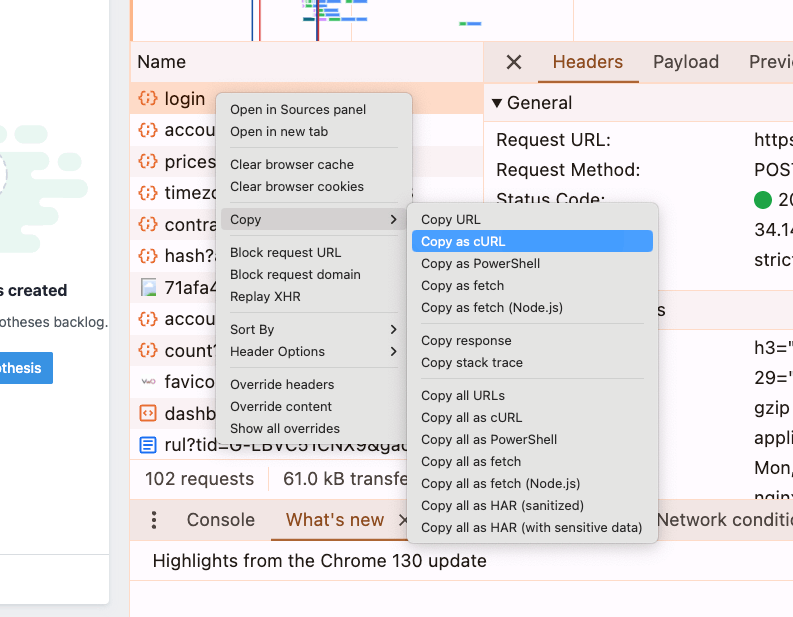 Name
Headers
Payload
login
General
Request URL:
Request Method:
POS
Status Code:
20
34.14
strict
accou
prices
timezo
contra
hash?
71afa4
accou
count?
favico
dashb
rul?tid=G-LBVC51CNX9&gac
Open in Sources panel
Open in new tab
Clear browser cache
Clear browser cookies
Copy
Block request URL
Block request domain
Replay XHR
Sort By
Header Options
Override headers
Override content
Show all overrides
Copy URL
Copy as cURL
Copy as PowerShell
Copy as fetch
Copy as fetch (Node.js)
Copy response
Copy stack trace
Copy all URLs
Copy all as cURL
Copy all as PowerShell
Copy all as fetch
Copy all as fetch (Node.js)
Copy all as HAR (sanitized)
Copy all as HAR (with sensitive data)
s
h3="
29="
gzip
appli
Mon,
s created
otheses backlog.
othesis
102 requests
61.0 kB transfe
Console
What's new
Network conditio
Highlights from the Chrome 130 update